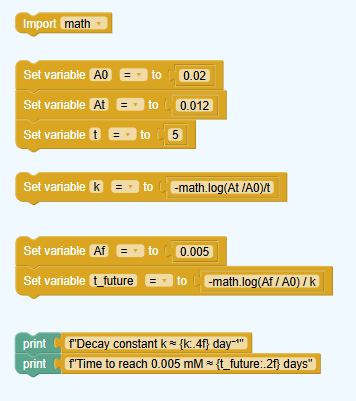 Import math
Set variable A0 = to 0.02
Set variable At = to 0.012
Set variable t = to 5
Set variable k = to -math.log(At /A0)/t
Set variable Af = to 0.005
Set variable t_future = to -math.log(Af / A0) / k
print f"Decay constant k ≈ {k:.4f} day⁻¹"
print f"Time to reach 0.005 mM ≈ {t_future:.2f} days"